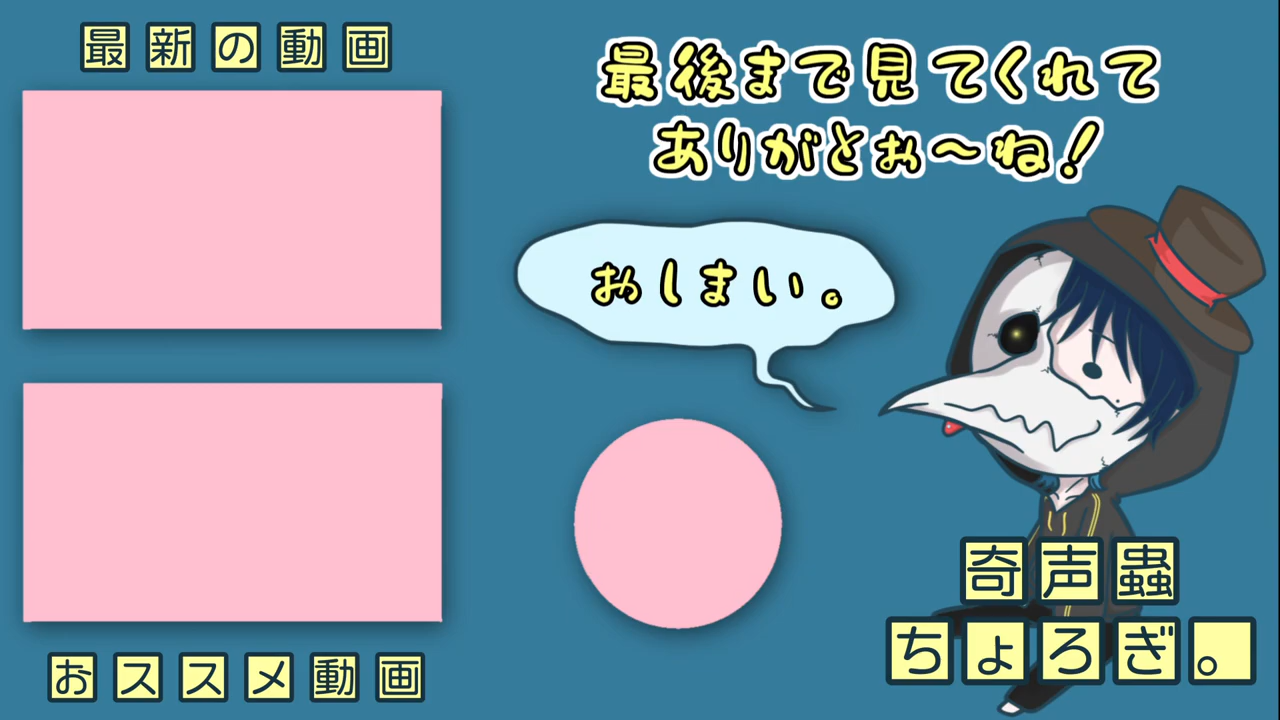 最新の動画
最後まで見てくれて
ありがとぉ〜ね!
おしまい。
おススメ動画
奇声蟲
ちょろぎ。